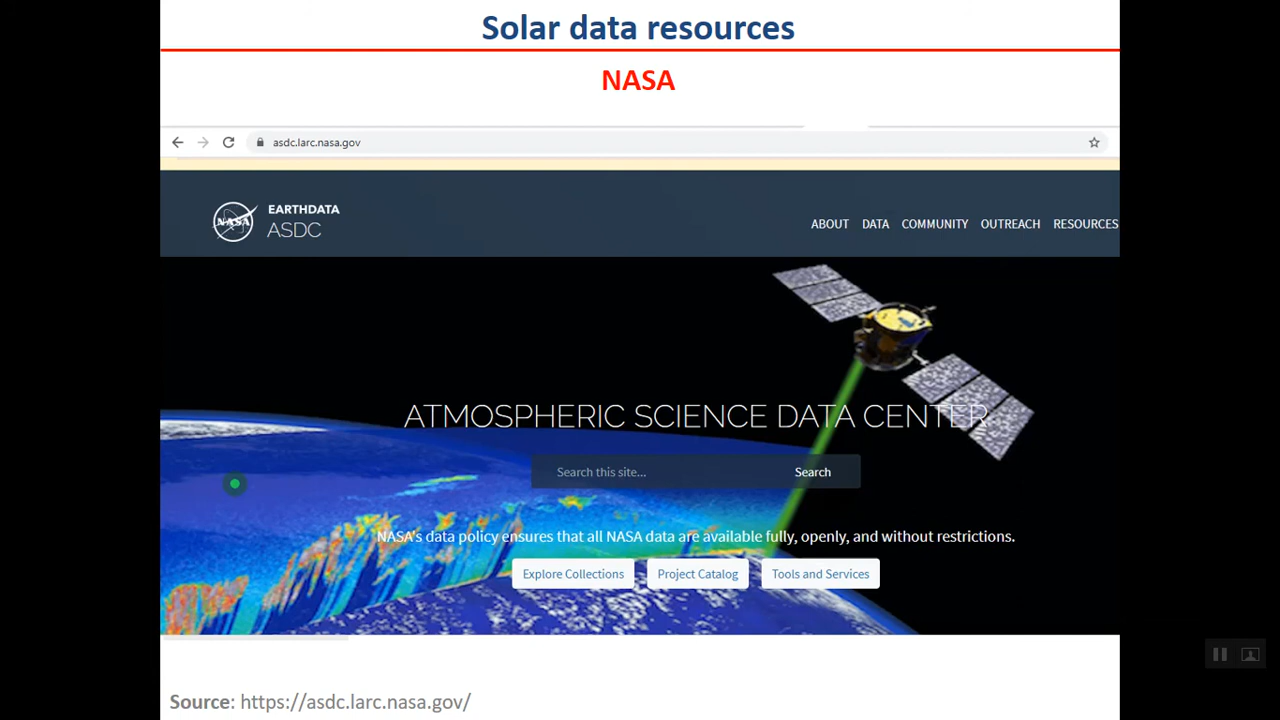 Solar data resources
NASA
asdc.larc.nasa.gov
NASA
EARTHDATA
ASDC
ABOUT DATA COMMUNITY OUTREACH RESOURCES
ATMOSPHERIC SCIENCE DATA CENTER
Search this site... Search
NASA's data policy ensures that all NASA data are available fully, openly, and without restrictions.
Explore Collections Project Catalog Tools and Services
Source: https://asdc.larc.nasa.gov/